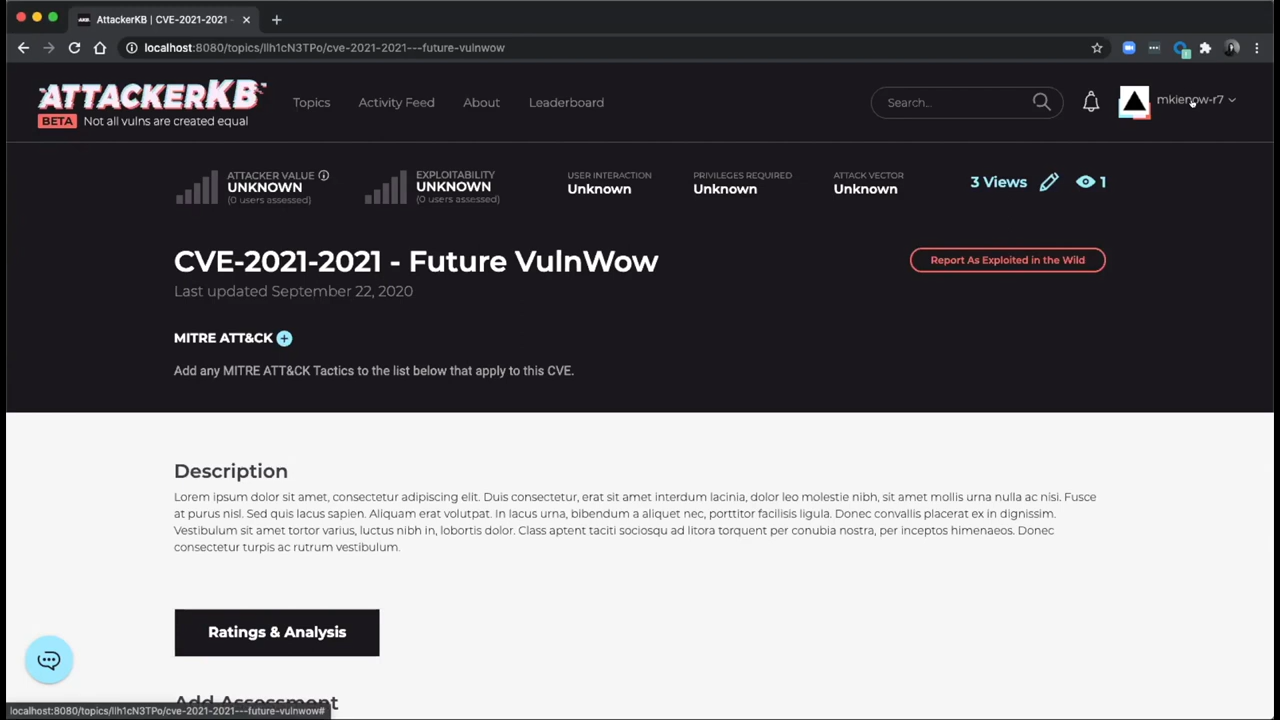 AttackerKB | CVE-2021-2021 -
localhost:8080/topics/llh1cN3TPo/cve-2021-2021---future-vulnwow
ATTACKERKB
BETA Not all vulns are created equal
Topics Activity Feed About Leaderboard
Search...
mkienow-r7
ATTACKER VALUE
UNKNOWN
(0 users assessed)
EXPLOITABILITY
UNKNOWN
(0 users assessed)
USER INTERACTION
Unknown
PRIVILEGES REQUIRED
Unknown
ATTACK VECTOR
Unknown
3 Views
1
CVE-2021-2021 - Future VulnWow
Last updated September 22, 2020
Report As Exploited in the Wild
MITRE ATT&CK
Add any MITRE ATT&CK Tactics to the list below that apply to this CVE.
Description
Lorem ipsum dolor sit amet, consectetur adipiscing elit. Duis consectetur, erat sit amet interdum lacinia, dolor leo molestie nibh, sit amet mollis urna nulla ac nisi. Fusce
at purus nisl. Sed quis lacus sapien. Aliquam erat volutpat. In lacus urna, bibendum a aliquet nec, porttitor facilisis ligula. Donec convallis placerat ex in dignissim.
Vestibulum sit amet tortor varius, luctus nibh in, lobortis dolor. Class aptent taciti sociosqu ad litora torquent per conubia nostra, per inceptos himenaeos. Donec
consectetur turpis ac rutrum vestibulum.
Ratings & Analysis
Add Assessment
localhost:8080/topics/llh1cN3TPo/cve-2021-2021---future-vulnwow#